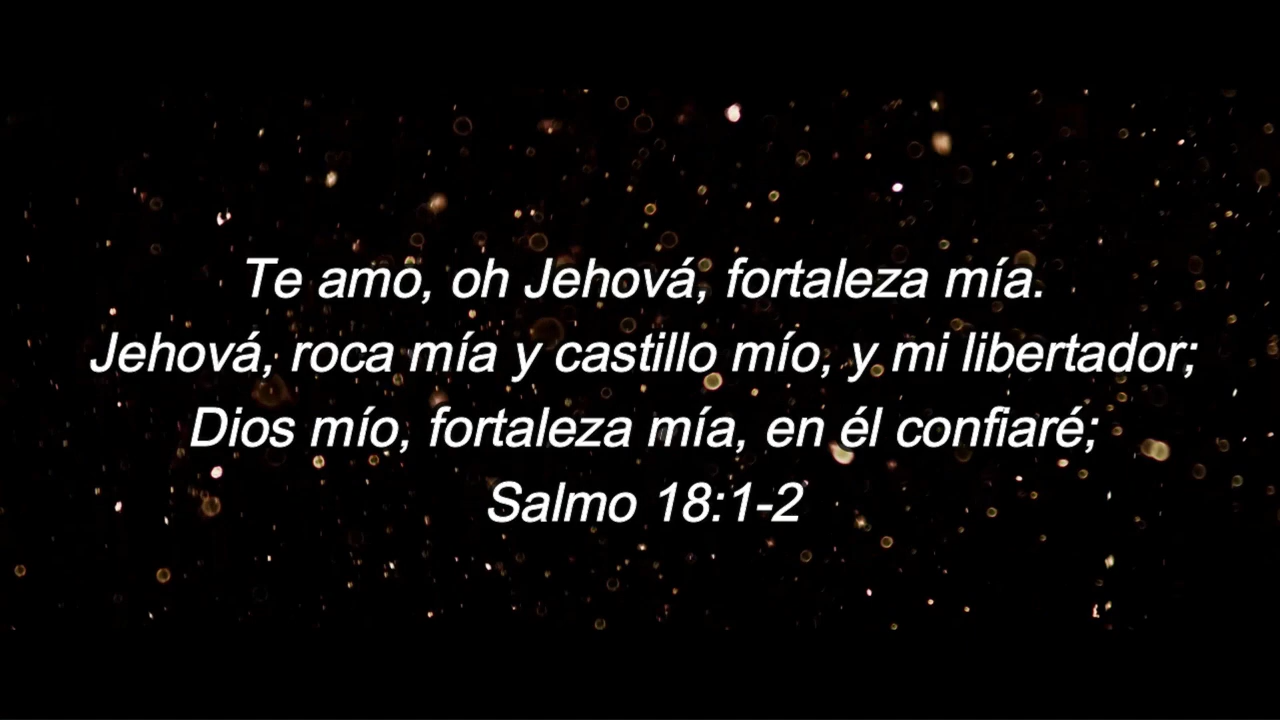 Te amo, oh Jehová, fortaleza mía.
Jehová, roca mía y castillo mío, y mi libertador;
Dios mío, fortaleza mía, en él confiaré;
Salmo 18:1-2